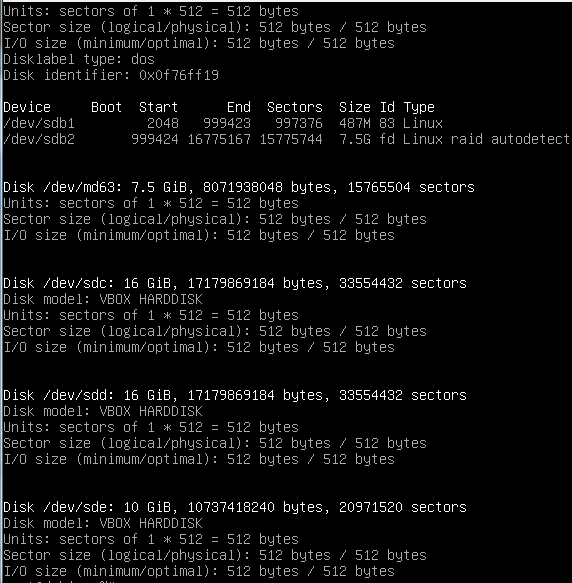 Units: sectors of 1 * 512 = 512 bytes
Sector size (logical/physical): 512 bytes / 512 bytes
I/O size (minimum/optimal): 512 bytes / 512 bytes
Disklabel type: dos
Disk identifier: 0x0f76ff19
Device Boot Start End Sectors Size Id Type
/dev/sdb1 2048 999423 997376 487M 83 Linux
/dev/sdb2 999424 16775167 15775744 7.5G fd Linux raid autodetect
Disk /dev/md63: 7.5 GiB, 8071938048 bytes, 15765504 sectors
Units: sectors of 1 * 512 = 512 bytes
Sector size (logical/physical): 512 bytes / 512 bytes
I/O size (minimum/optimal): 512 bytes / 512 bytes
Disk /dev/sdc: 16 GiB, 17179869184 bytes, 33554432 sectors
Disk model: VBOX HARDDISK
Units: sectors of 1 * 512 = 512 bytes
Sector size (logical/physical): 512 bytes / 512 bytes
I/O size (minimum/optimal): 512 bytes / 512 bytes
Disk /dev/sdd: 16 GiB, 17179869184 bytes, 33554432 sectors
Disk model: VBOX HARDDISK
Units: sectors of 1 * 512 = 512 bytes
Sector size (logical/physical): 512 bytes / 512 bytes
I/O size (minimum/optimal): 512 bytes / 512 bytes
Disk /dev/sde: 10 GiB, 10737418240 bytes, 20971520 sectors
Disk model: VBOX HARDDISK
Units: sectors of 1 * 512 = 512 bytes
Sector size (logical/physical): 512 bytes / 512 bytes
I/O size (minimum/optimal): 512 bytes / 512 bytes